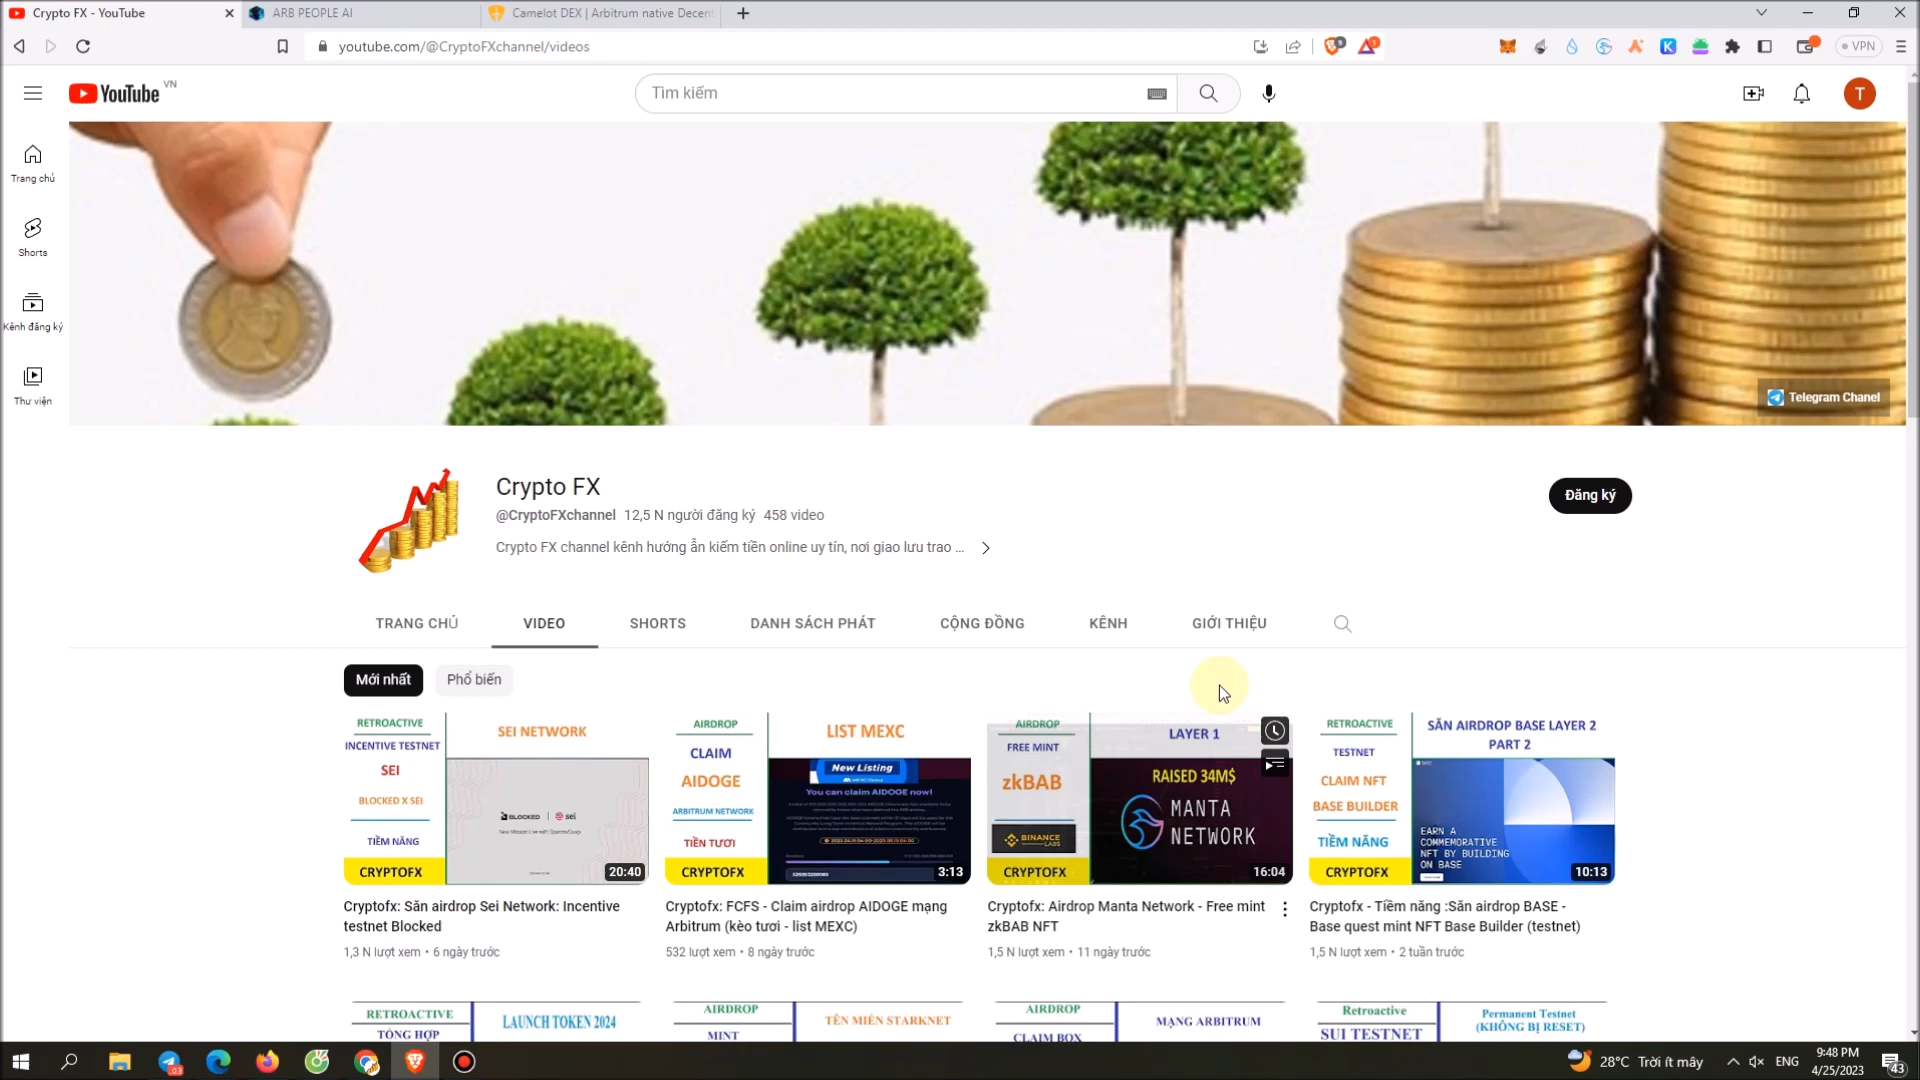 Crypto FX - YouTube
ARB PEOPLE AI
Camelot DEX | Arbitrum native Decent
youtube.com/@CryptoFXchannel/videos
VPN
YouTube VN
Tìm kiếm
T
Trang chủ
Shorts
Kênh đăng ký
Thư viện
Telegram Chanel
Crypto FX
@CryptoFXchannel 12,5 N người đăng ký 458 video
Crypto FX channel kênh hướng ẫn kiếm tiền online uy tín, nơi giao lưu trao ...
Đăng ký
TRANG CHỦ
VIDEO
SHORTS
DANH SÁCH PHÁT
CỘNG ĐỒNG
KÊNH
GIỚI THIỆU
Mới nhất
Phổ biến
RETROACTIVE
INCENTIVE TESTNET
SEI
BLOCKED X SEI
TIỀM NĂNG
CRYPTOFX
SEI NETWORK
BLOCKED | sei
20:40
AIRDROP
CLAIM
AIDOGE
ARBITRUM NETWORK
TIỀN TƯƠI
CRYPTOFX
LIST MEXC
New Listing
You can claim AIDOGE now!
3:13
AIRDROP
FREE MINT
zkBAB
BINANCE LABS
CRYPTOFX
LAYER 1
RAISED 34M$
MANTA
NETWORK
16:04
RETROACTIVE
TESTNET
CLAIM NFT
BASE BUILDER
TIỀM NĂNG
CRYPTOFX
SĂN AIRDROP BASE LAYER 2
PART 2
EARN A
COMMEMORATIVE
NFT BY BUILDING
ON BASE
10:13
Cryptofx: Săn airdrop Sei Network: Incentive
testnet Blocked
1,3 N lượt xem • 6 ngày trước
Cryptofx: FCFS - Claim airdrop AIDOGE mạng
Arbitrum (kèo tươi - list MEXC)
532 lượt xem • 8 ngày trước
Cryptofx: Airdrop Manta Network - Free mint
zkBAB NFT
1,5 N lượt xem • 11 ngày trước
Cryptofx - Tiềm năng :Săn airdrop BASE -
Base quest mint NFT Base Builder (testnet)
1,5 N lượt xem • 2 tuần trước
RETROACTIVE
TỔNG HỢP
LAUNCH TOKEN 2024
AIRDROP
MINT
TÊN MIỀN STARKNET
AIRDROP
CLAIM BOX
MẠNG ARBITRUM
Retroactive
SUI TESTNET
Permanent Testnet
(KHÔNG BỊ RESET)
28°C Trời ít mây
ENG
9:48 PM
4/25/2023
43